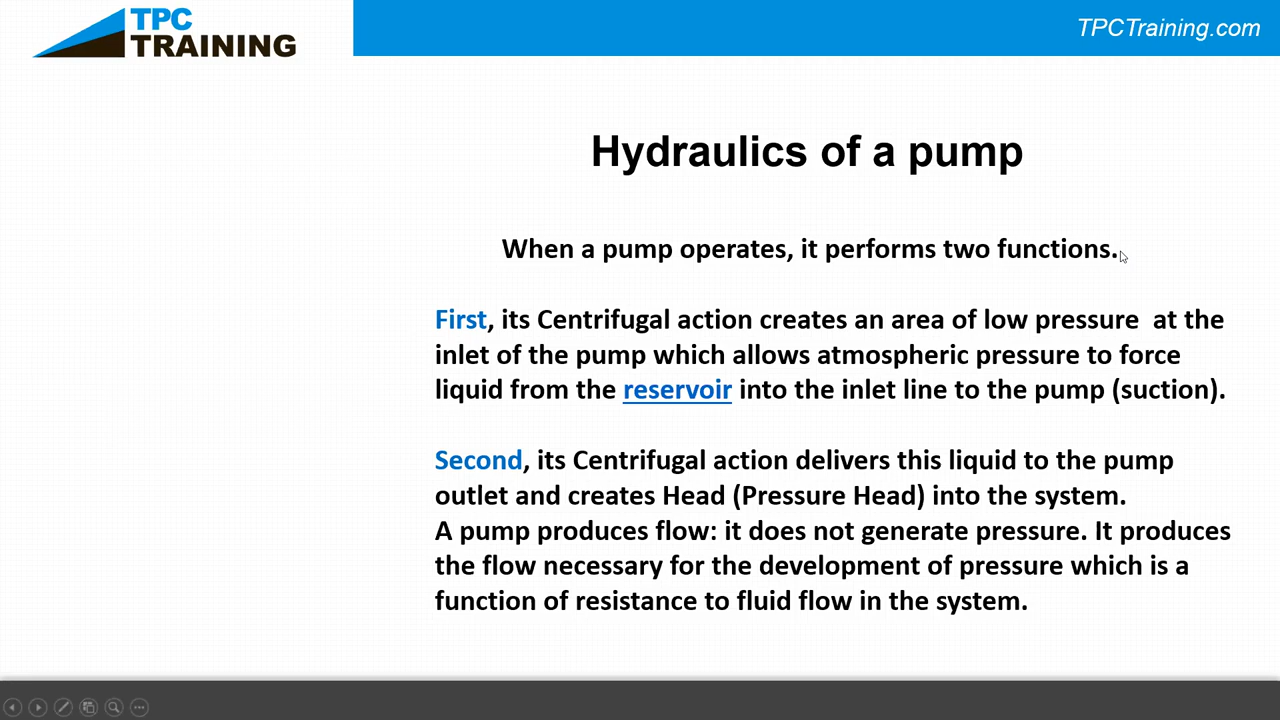 TPC
TRAINING
TPCTraining.com
Hydraulics of a pump
When a pump operates, it performs two functions.
First, its Centrifugal action creates an area of low pressure  at the
inlet of the pump which allows atmospheric pressure to force
liquid from the reservoir into the inlet line to the pump (suction).
Second, its Centrifugal action delivers this liquid to the pump
outlet and creates Head (Pressure Head) into the system.
A pump produces flow: it does not generate pressure. It produces
the flow necessary for the development of pressure which is a
function of resistance to fluid flow in the system.